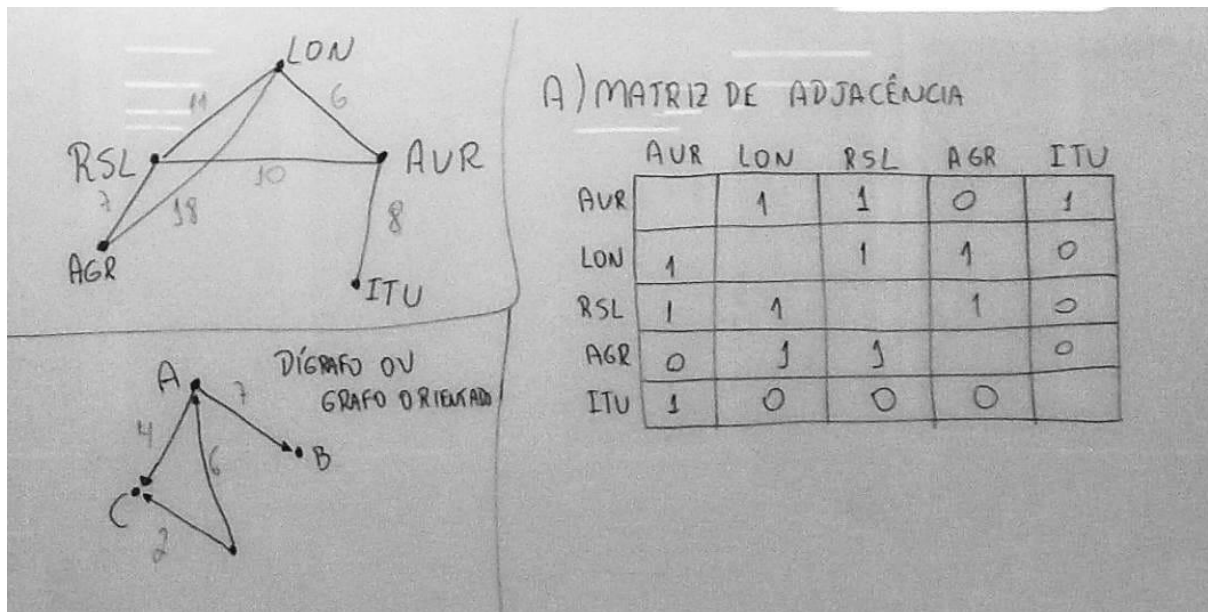 LON
11
6
RSL
10
AUR
7
18
8
AGR
ITU
A
7
DÍGRAFO OU
GRAFO ORIENTADO
4
6
B
C
2
A) MATRIZ DE ADJACÊNCIA
AUR LON RSL AGR ITU
AUR 1 1 0 1
LON 1 1 1 0
RSL 1 1 1 0
AGR 0 1 1 0
ITU 1 0 0 0